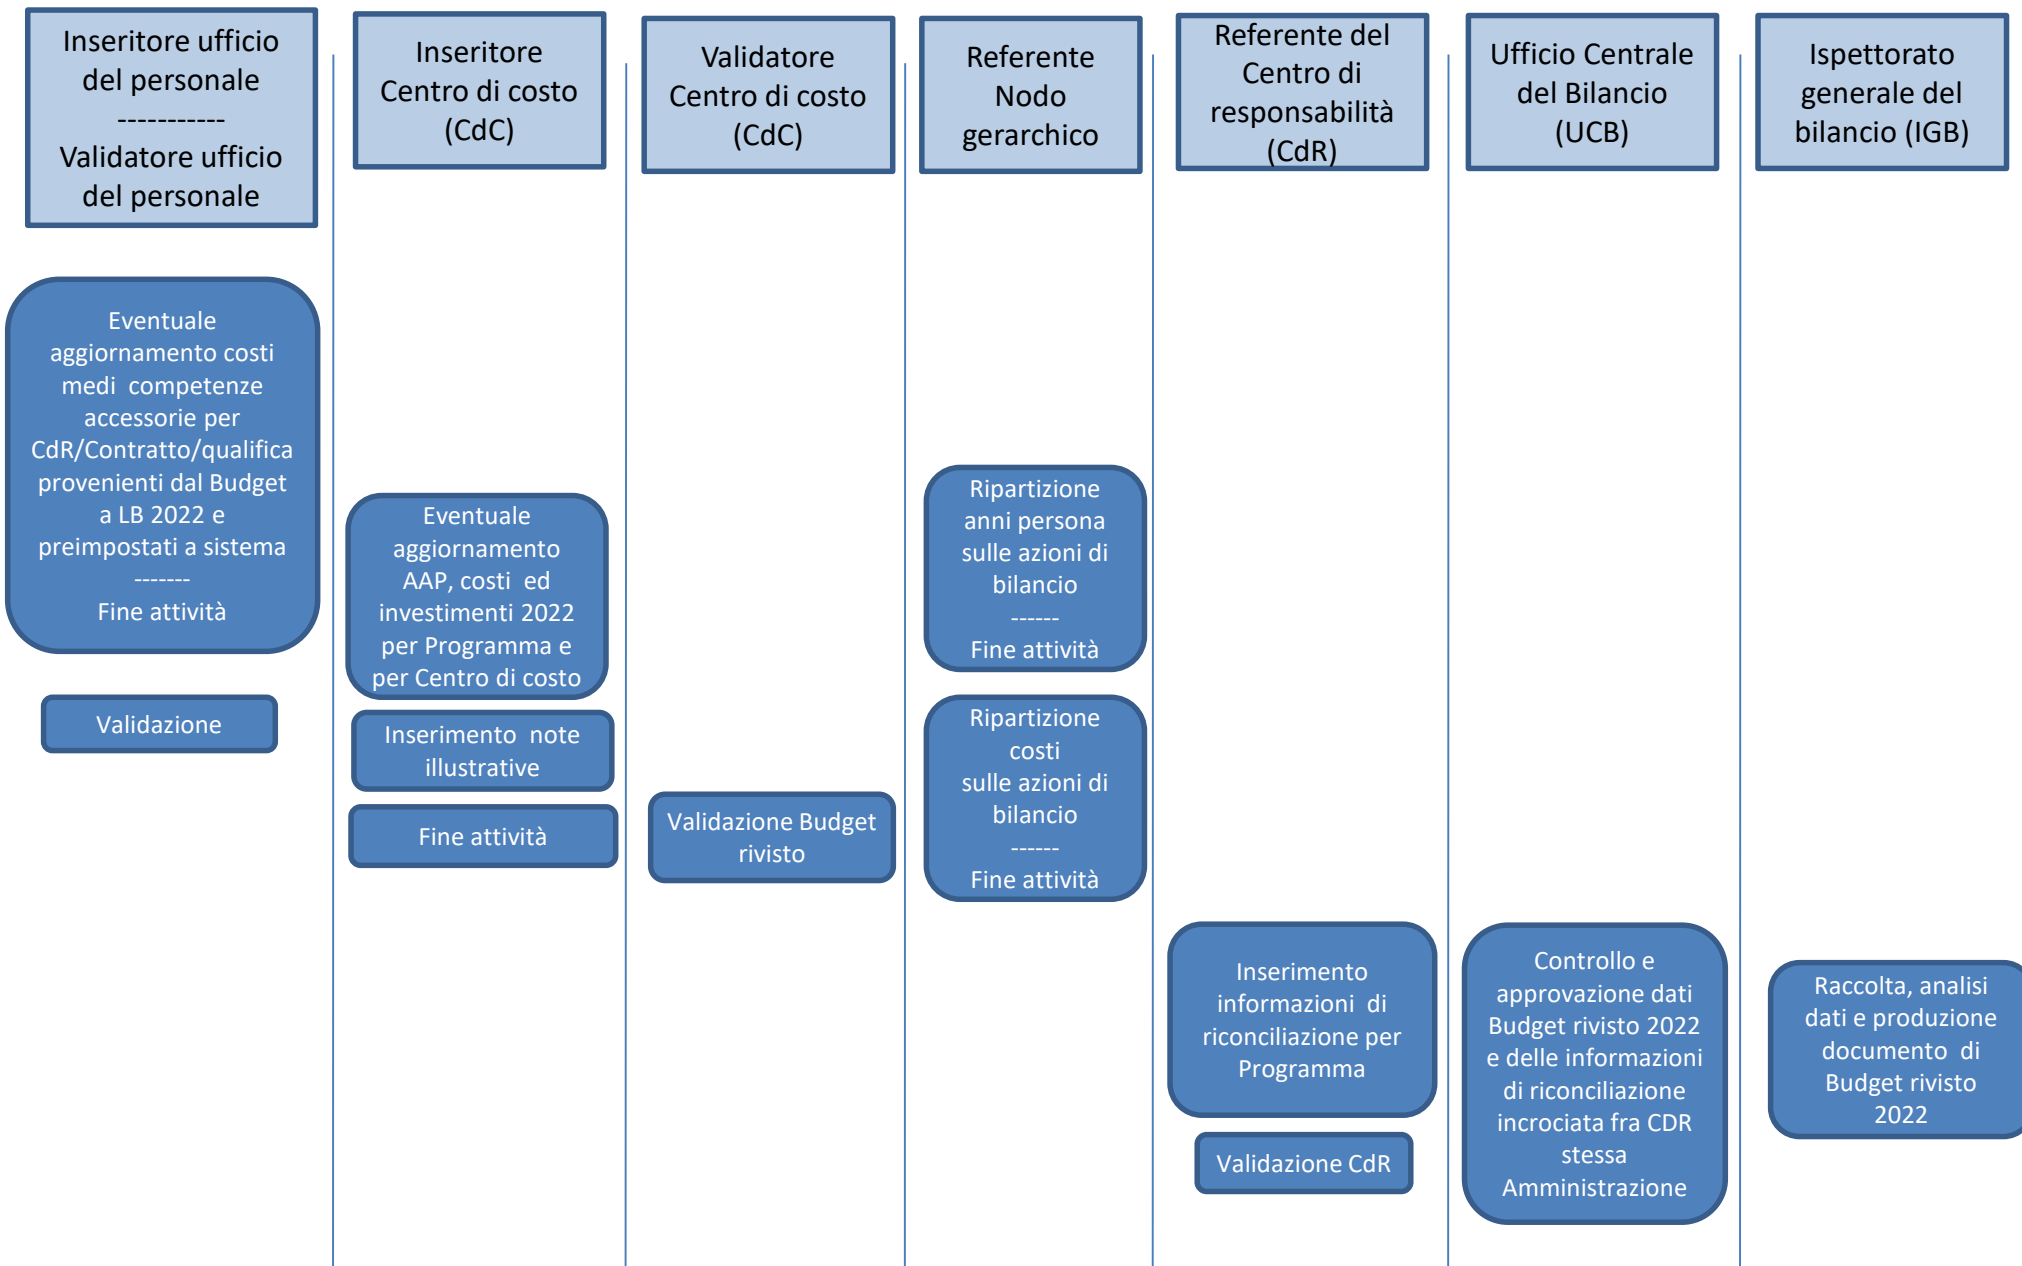 Inseritore ufficio
del personale
-----------
Validatore ufficio
del personale
Inseritore
Centro di costo
(CdC)
Validatore
Centro di costo
(CdC)
Referente
Nodo
gerarchico
Referente del
Centro di
responsabilità
(CdR)
Ufficio Centrale
del Bilancio
(UCB)
Ispettorato
generale del
bilancio (IGB)
Eventuale
aggiornamento costi
medi competenze
accessorie per
CdR/Contratto/qualifica
provenienti dal Budget
a LB 2022 e
preimpostati a sistema
-------
Fine attività
Validazione
Eventuale
aggiornamento
AAP, costi ed
investimenti 2022
per Programma e
per Centro di costo
Inserimento note
illustrative
Fine attività
Validazione Budget
rivisto
Ripartizione
anni persona
sulle azioni di
bilancio
------
Fine attività
Ripartizione
costi
sulle azioni di
bilancio
------
Fine attività
Inserimento
informazioni di
riconciliazione per
Programma
Validazione CdR
Controllo e
approvazione dati
Budget rivisto 2022
e delle informazioni
di riconciliazione
incrociata fra CDR
stessa
Amministrazione
Raccolta, analisi
dati e produzione
documento di
Budget rivisto
2022